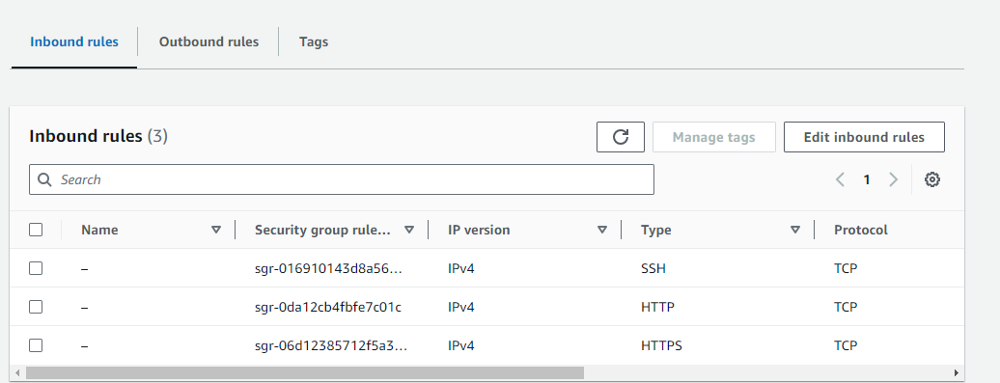 Inbound rules Outbound rules Tags
Inbound rules (3) Manage tags Edit inbound rules
Search 1
Name Security group rule... IP version Type Protocol
– sgr-016910143d8a56... IPv4 SSH TCP
– sgr-0da12cb4fbfe7c01c IPv4 HTTP TCP
– sgr-06d12385712f5a3... IPv4 HTTPS TCP